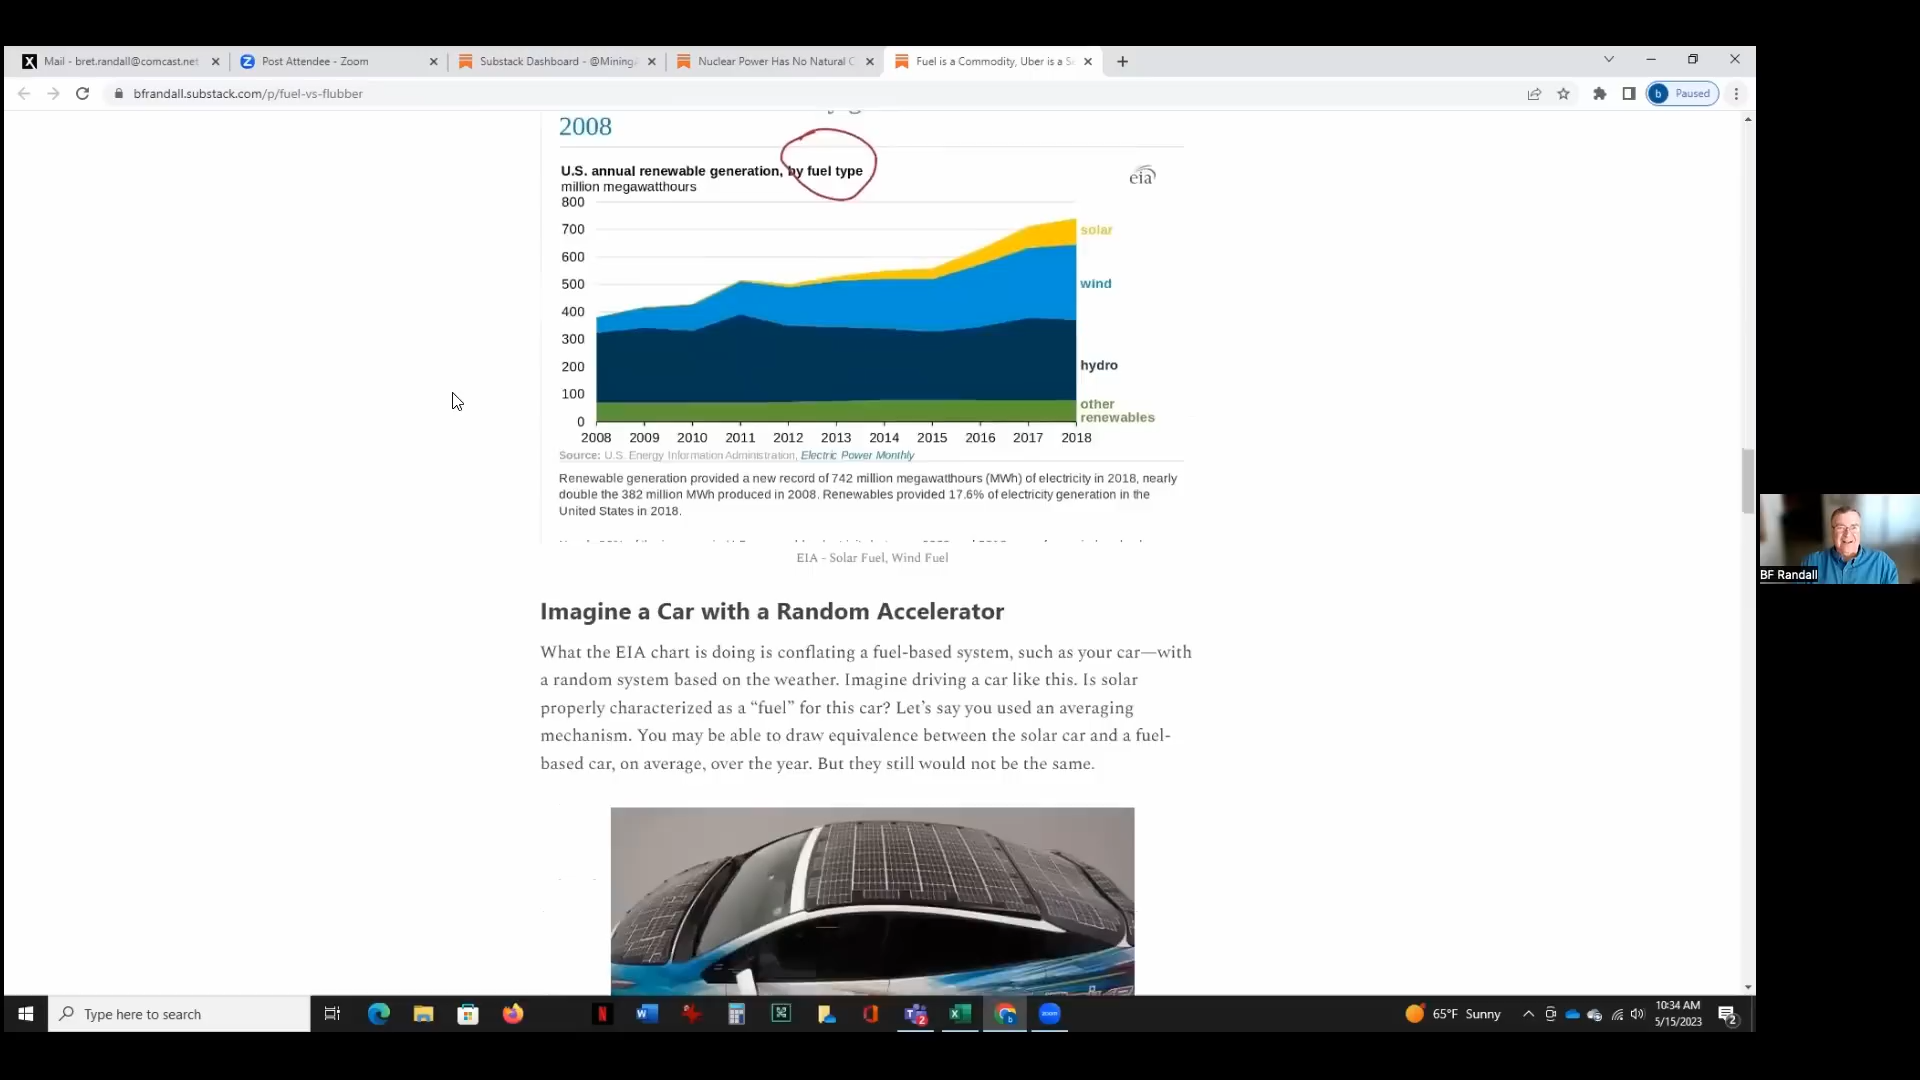 Mail - bret.randall@comcast.net
Post Attendee - Zoom
Substack Dashboard - @Mining
Nuclear Power Has No Natural C
Fuel is a Commodity, Uber is a Se
bfrandall.substack.com/p/fuel-vs-flubber
b Paused
2008
U.S. annual renewable generation, by fuel type
million megawatthours
eia
800
700
600
500
400
300
200
100
0
solar
wind
hydro
other
renewables
2008 2009 2010 2011 2012 2013 2014 2015 2016 2017 2018
Source: U.S. Energy Information Administration, Electric Power Monthly
Renewable generation provided a new record of 742 million megawatthours (MWh) of electricity in 2018, nearly
double the 382 million MWh produced in 2008. Renewables provided 17.6% of electricity generation in the
United States in 2018.
EIA - Solar Fuel, Wind Fuel
Imagine a Car with a Random Accelerator
What the EIA chart is doing is conflating a fuel-based system, such as your car—with
a random system based on the weather. Imagine driving a car like this. Is solar
properly characterized as a “fuel” for this car? Let’s say you used an averaging
mechanism. You may be able to draw equivalence between the solar car and a fuel-
based car, on average, over the year. But they still would not be the same.
BF Randall
Type here to search
65°F Sunny
10:34 AM
5/15/2023
2